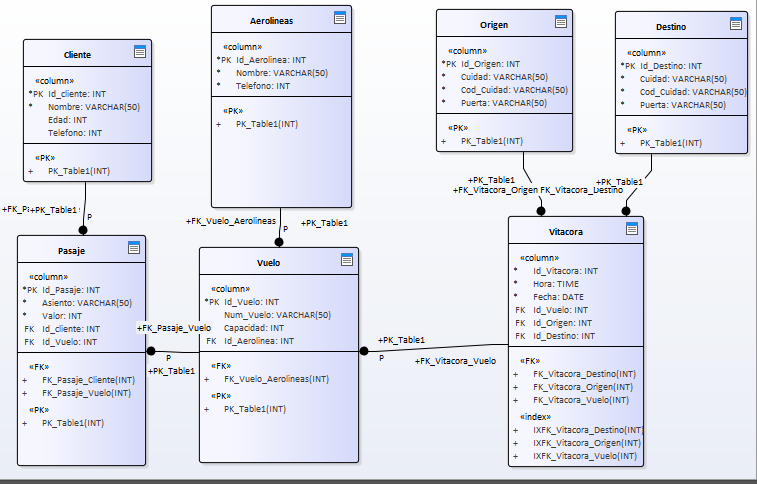 Cliente
«column»
*PK Id_cliente: INT
* Nombre: VARCHAR(50)
Edad: INT
Telefono: INT
«PK»
+ PK_Table1(INT)
Aerolineas
«column»
*PK Id_Aerolinea: INT
* Nombre: VARCHAR(50)
* Telefono: INT
«PK»
+ PK_Table1(INT)
Origen
«column»
*PK Id_Origen: INT
* Cuidad: VARCHAR(50)
* Cod_Cuidad: VARCHAR(50)
* Puerta: VARCHAR(50)
«PK»
+ PK_Table1(INT)
Destino
«column»
*PK Id_Destino: INT
* Cuidad: VARCHAR(50)
* Cod_Cuidad: VARCHAR(50)
* Puerta: VARCHAR(50)
«PK»
+ PK_Table1(INT)
+PK_Table1
+PK_Table1
+FK_Vitacora_Origen FK_Vitacora_Destino
+PK_Table1
P
+FK_Vuelo_Aerolineas
+PK_Table1
P
Pasaje
«column»
*PK Id_Pasaje: INT
* Asiento: VARCHAR(50)
* Valor: INT
FK Id_cliente: INT
FK Id_Vuelo: INT
«FK»
+ FK_Pasaje_Cliente(INT)
+ FK_Pasaje_Vuelo(INT)
«PK»
+ PK_Table1(INT)
+FK_Pasaje_Vuelo
P
+PK_Table1
Vuelo
«column»
*PK Id_Vuelo: INT
Num_Vuelo: VARCHAR(50)
Capacidad: INT
FK Id_Aerolinea: INT
«FK»
+ FK_Vuelo_Aerolineas(INT)
«PK»
+ PK_Table1(INT)
+PK_Table1
P
+FK_Vitacora_Vuelo
Vitacora
«column»
* Id_Vitacora: INT
* Hora: TIME
* Fecha: DATE
FK Id_Vuelo: INT
FK Id_Origen: INT
FK Id_Destino: INT
«FK»
+ FK_Vitacora_Destino(INT)
+ FK_Vitacora_Origen(INT)
+ FK_Vitacora_Vuelo(INT)
«index»
+ IXFK_Vitacora_Destino(INT)
+ IXFK_Vitacora_Origen(INT)
+ IXFK_Vitacora_Vuelo(INT)